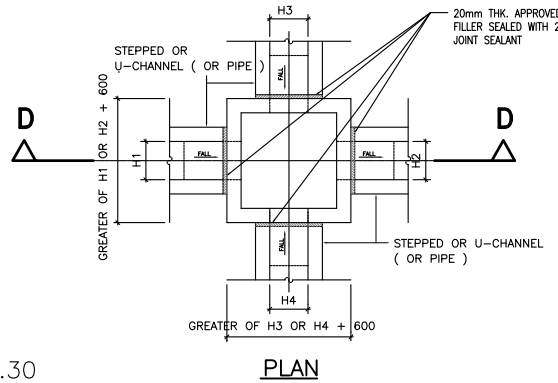 H3
20mm THK. APPROVED
FILLER SEALED WITH 2
JOINT SEALANT
STEPPED OR
U-CHANNEL ( OR PIPE )
FALL
D
D
GREATER OF H1 OR H2 + 600
H1
FALL
FALL
H2
FALL
STEPPED OR U-CHANNEL
( OR PIPE )
H4
GREATER OF H3 OR H4 + 600
.30
PLAN